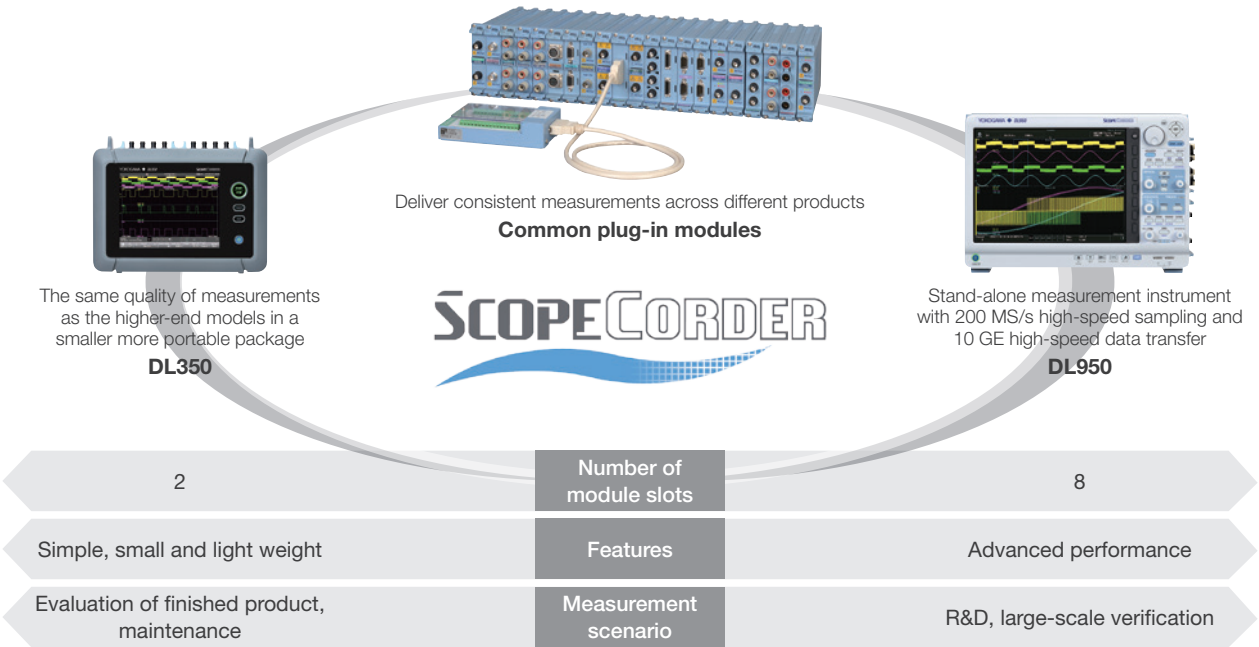 Deliver consistent measurements across different products
Common plug-in modules
YOKOGAWA
The same quality of measurements
as the higher-end models in a
smaller more portable package
DL350
SCOPECORDER
YOKOGAWA
Stand-alone measurement instrument
with 200 MS/s high-speed sampling and
10 GE high-speed data transfer
DL950
2
Number of
module slots
8
Simple, small and light weight
Features
Advanced performance
Evaluation of finished product,
maintenance
Measurement
scenario
R&D, large-scale verification